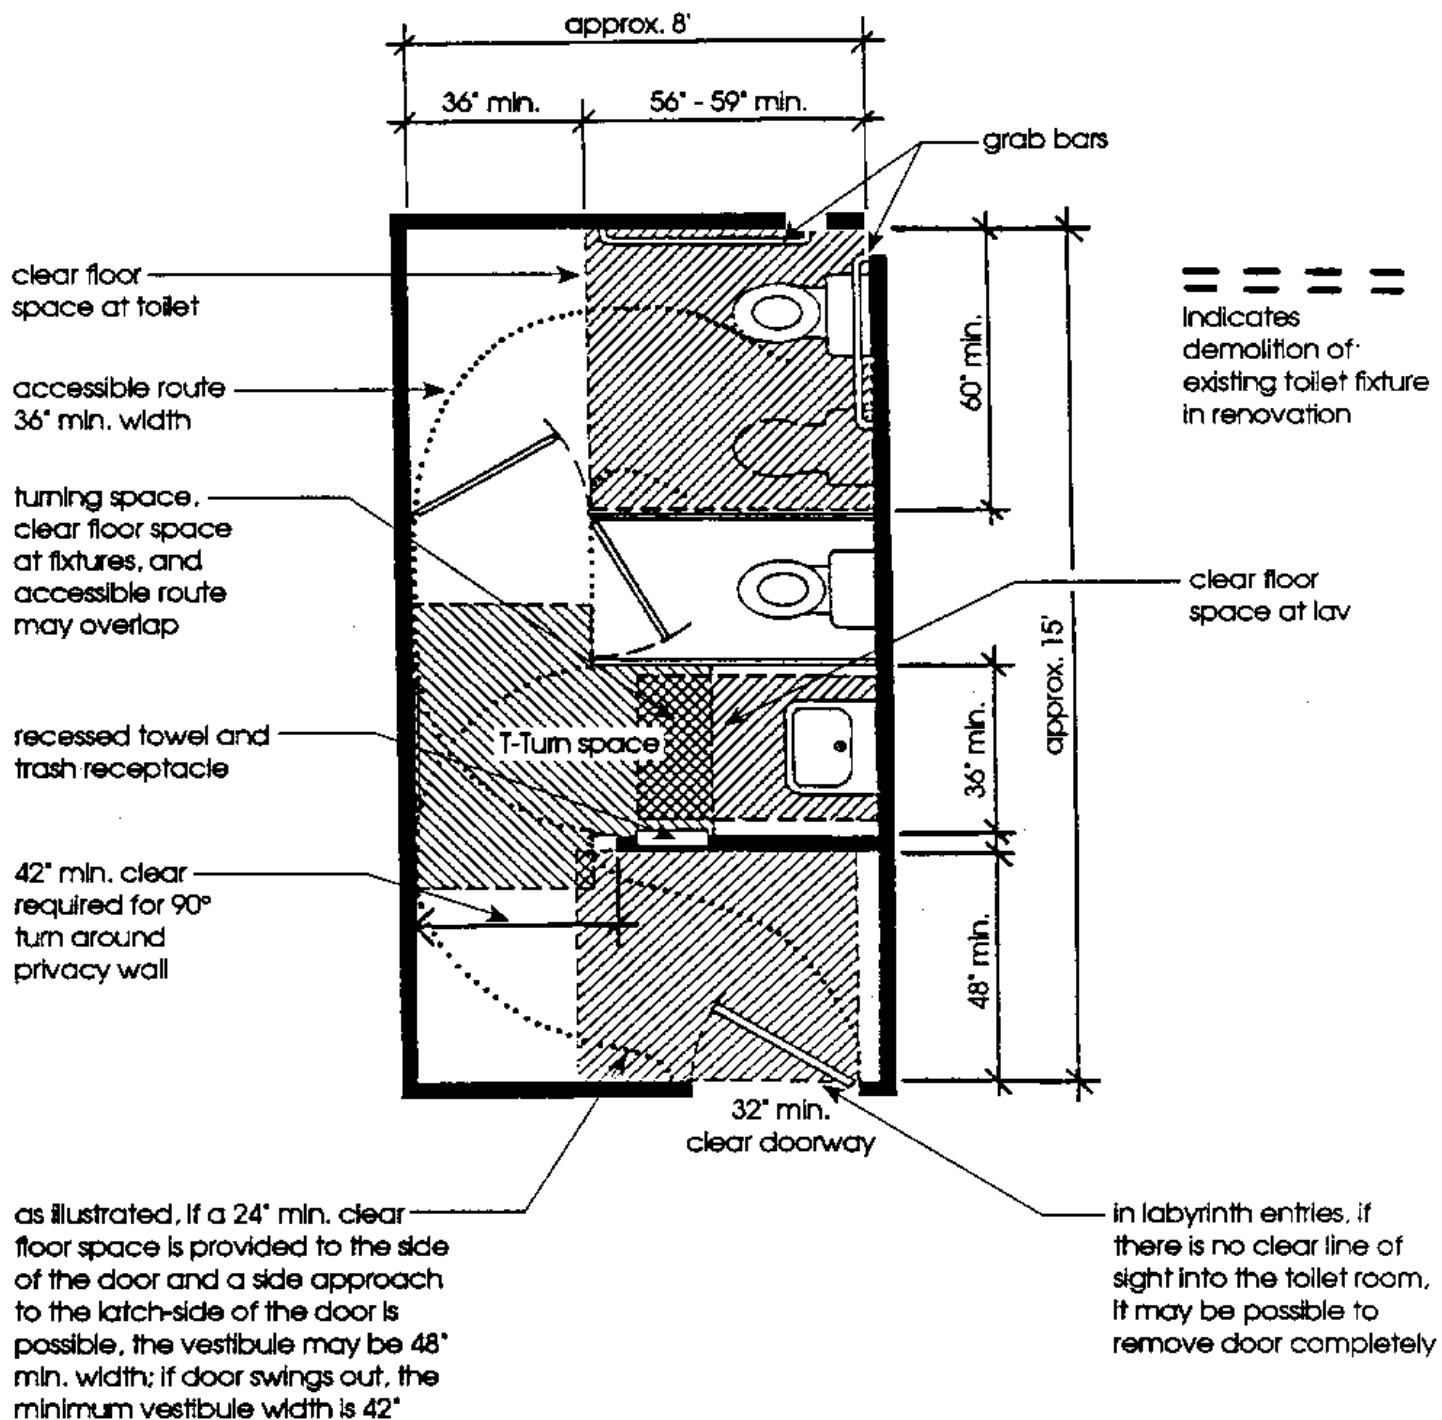 approx. 8'
36" min.
56" - 59" min.
grab bars
clear floor
space at toilet
accessible route
36" min. width
turning space,
clear floor space
at fixtures, and
accessible route
may overlap
recessed towel and
trash receptacle
42" min. clear
required for 90°
turn around
privacy wall
T-Turn space
60" min.
36" min.
48" min.
approx. 15'
Indicates
demolition of
existing toilet fixture
in renovation
clear floor
space at lav
32" min.
clear doorway
as illustrated, if a 24" min. clear
floor space is provided to the side
of the door and a side approach
to the latch-side of the door is
possible, the vestibule may be 48"
min. width; if door swings out, the
minimum vestibule width is 42"
in labyrinth entries, if
there is no clear line of
sight into the toilet room,
it may be possible to
remove door completely